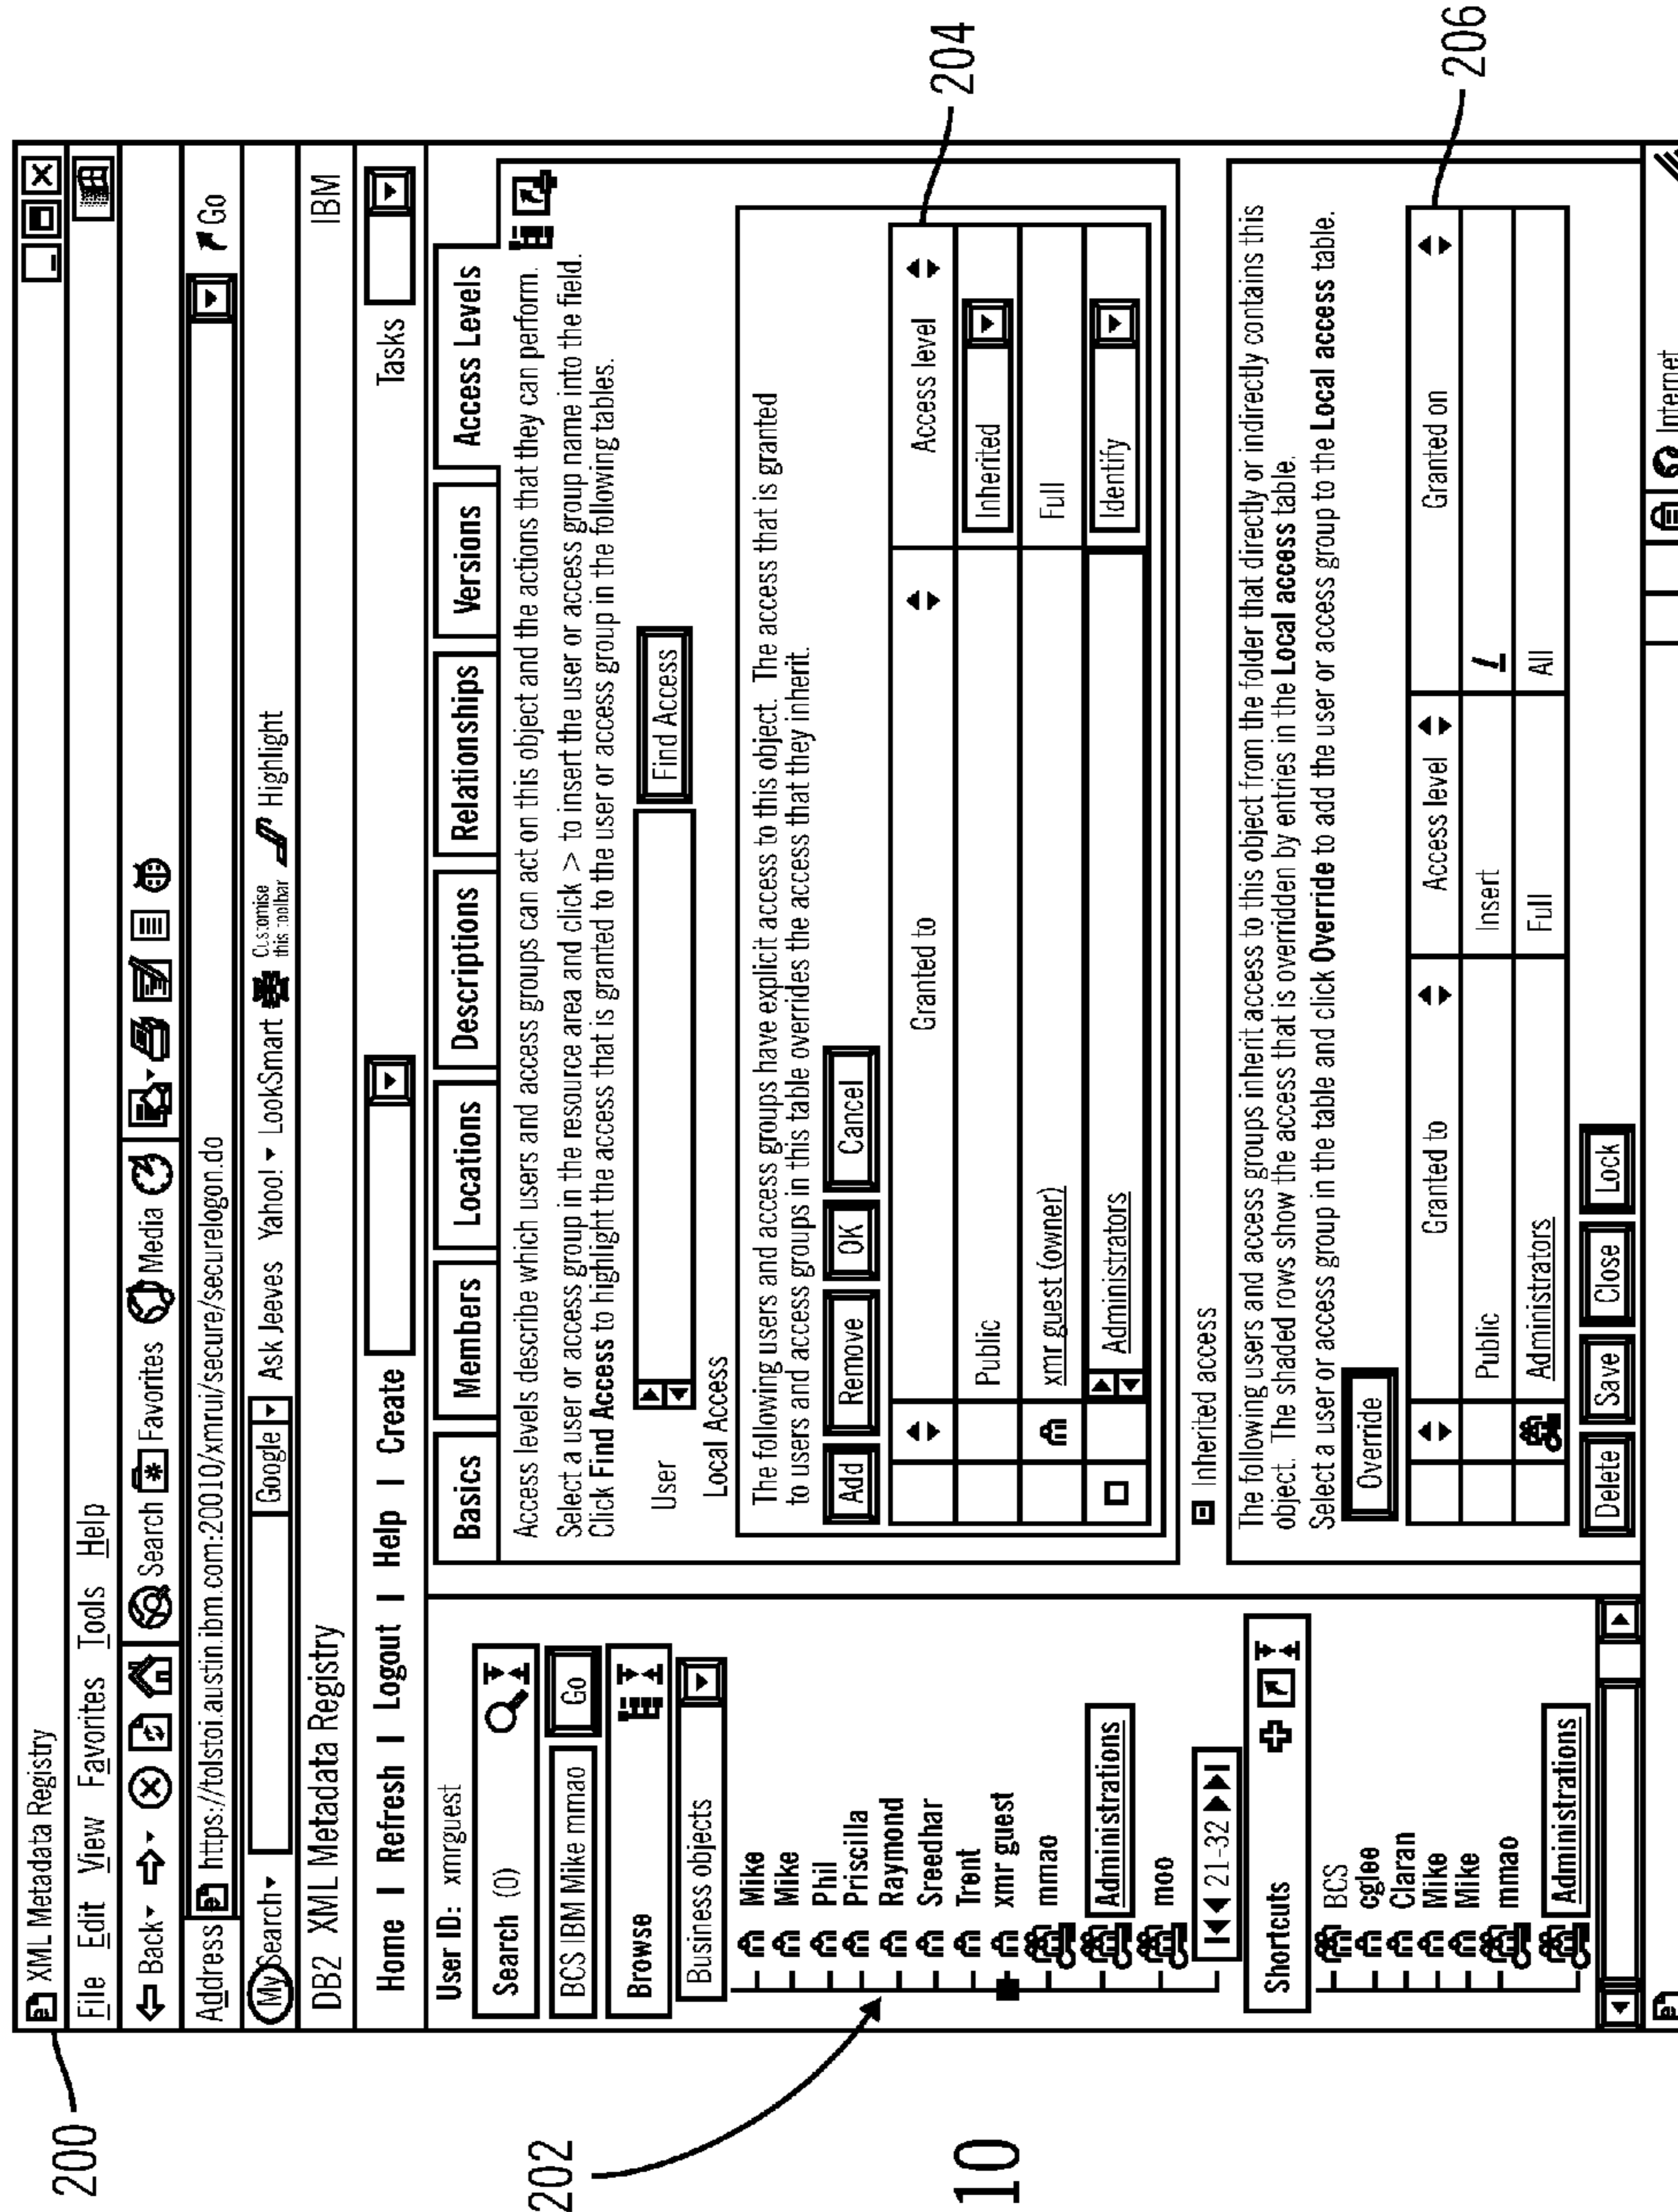 200
XML Metadata Registry
File Edit View Favorites Tools Help
Back Search Favorites Media
Address https://tolstoi.austin.ibm.com:20010/xmrui/secure/securelogon.do Go
My Search Google Ask Jeeves Yahoo! LookSmart Customise this toolbar Highlight
DB2 XML Metadata Registry IBM
Home | Refresh | Logout | Help | Create Tasks
User ID: xmrguest
Search (0)
BCS IBM Mike mmao Go
Browse
Business objects
202
Mike
Mike
Phil
Priscilla
Raymond
Sreedhar
Trent
xmr guest
mmao
Administrations
moo
21-32
Shortcuts
BCS
cglee
Claran
Mike
Mike
mmao
Administrations
Basics Members Locations Descriptions Relationships Versions Access Levels
Access levels describe which users and access groups can act on this object and the actions that they can perform.
Select a user or access group in the resource area and click > to insert the user or access group name into the field.
Click Find Access to highlight the access that is granted to the user or access group in the following tables.
User Find Access
Local Access
The following users and access groups have explicit access to this object. The access that is granted
to users and access groups in this table overrides the access that they inherit.
Add Remove OK Cancel
204
Granted to Access level
Public Inherited
xmr guest (owner) Full
Administrators Identify
Inherited access
The following users and access groups inherit access to this object from the folder that directly or indirectly contains this
object. The shaded rows show the access that is overridden by entries in the Local access table.
Select a user or access group in the table and click Override to add the user or access group to the Local access table.
Override
206
Granted to Access level Granted on
Public Insert /
Administrators Full All
Delete Save Close Lock
Internet
10